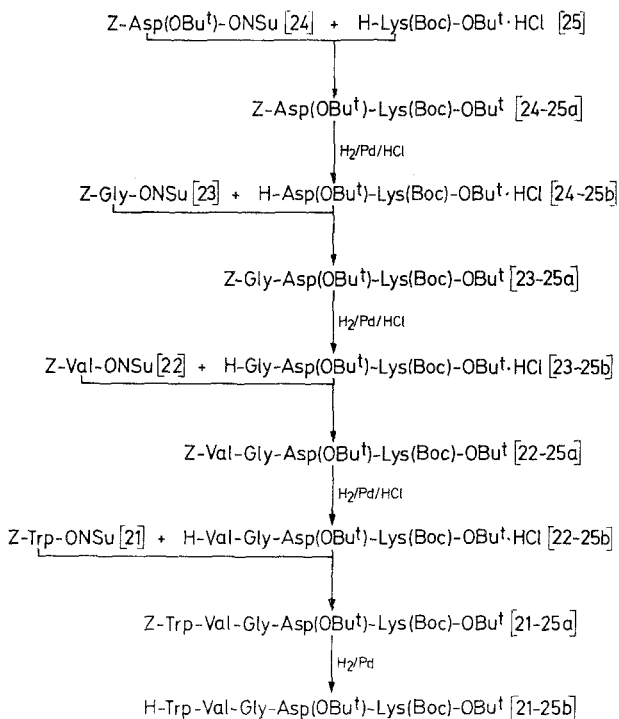 Z-Asp(OBuᵗ)-ONSu [24] + H-Lys(Boc)-OBuᵗ·HCl [25]
Z-Asp(OBuᵗ)-Lys(Boc)-OBuᵗ [24-25a]
H₂/Pd/HCl
Z-Gly-ONSu [23] + H-Asp(OBuᵗ)-Lys(Boc)-OBuᵗ·HCl [24-25b]
Z-Gly-Asp(OBuᵗ)-Lys(Boc)-OBuᵗ [23-25a]
H₂/Pd/HCl
Z-Val-ONSu [22] + H-Gly-Asp(OBuᵗ)-Lys(Boc)-OBuᵗ·HCl [23-25b]
Z-Val-Gly-Asp(OBuᵗ)-Lys(Boc)-OBuᵗ [22-25a]
H₂/Pd/HCl
Z-Trp-ONSu [21] + H-Val-Gly-Asp(OBuᵗ)-Lys(Boc)-OBuᵗ·HCl [22-25b]
Z-Trp-Val-Gly-Asp(OBuᵗ)-Lys(Boc)-OBuᵗ [21-25a]
H₂/Pd
H-Trp-Val-Gly-Asp(OBuᵗ)-Lys(Boc)-OBuᵗ [21-25b]